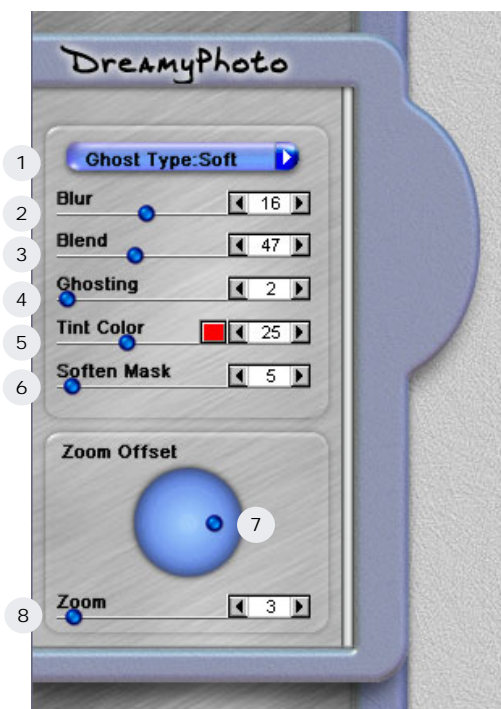 DreamyPhoto
1 Ghost Type:Soft
2 Blur 16
3 Blend 47
4 Ghosting 2
5 Tint Color 25
6 Soften Mask 5
Zoom Offset
7
8 Zoom 3